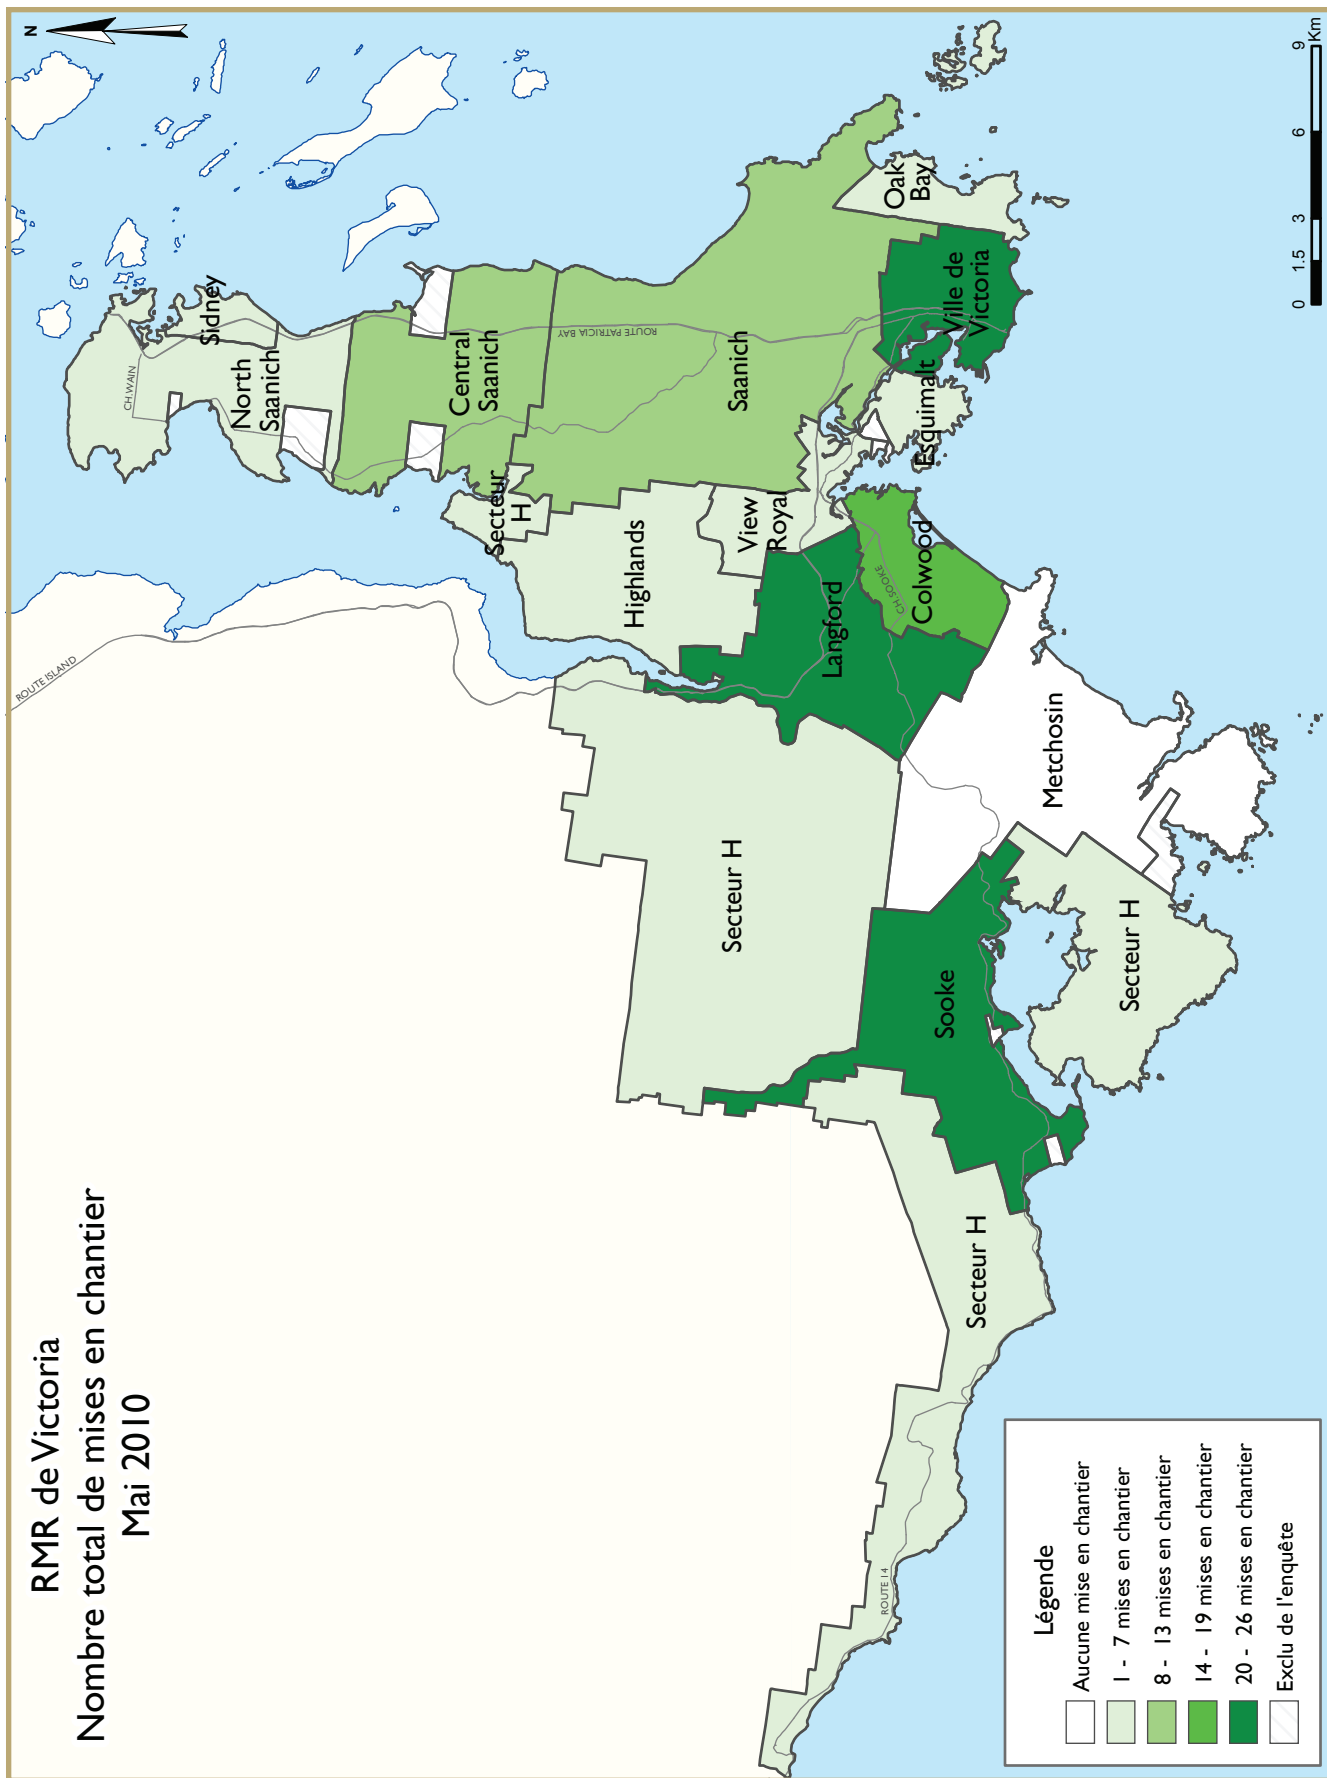 RMR de Victoria
Nombre total de mises en chantier
Mai 2010
N
ROUTE ISLAND
CH.WAIN
Sidney
North
Saanich
Central
Saanich
ROUTE PATRICIA BAY
Saanich
Secteur
H
Highlands
View
Royal
Oak
Bay
Ville de
Victoria
Esquimalt
Langford
Colwood
CH.SOOKE
Metchosin
Secteur H
Sooke
Secteur H
Secteur H
ROUTE 14
Légende
Aucune mise en chantier
1 - 7 mises en chantier
8 - 13 mises en chantier
14 - 19 mises en chantier
20 - 26 mises en chantier
Exclu de l'enquête
0 1.5 3 6 9
Km